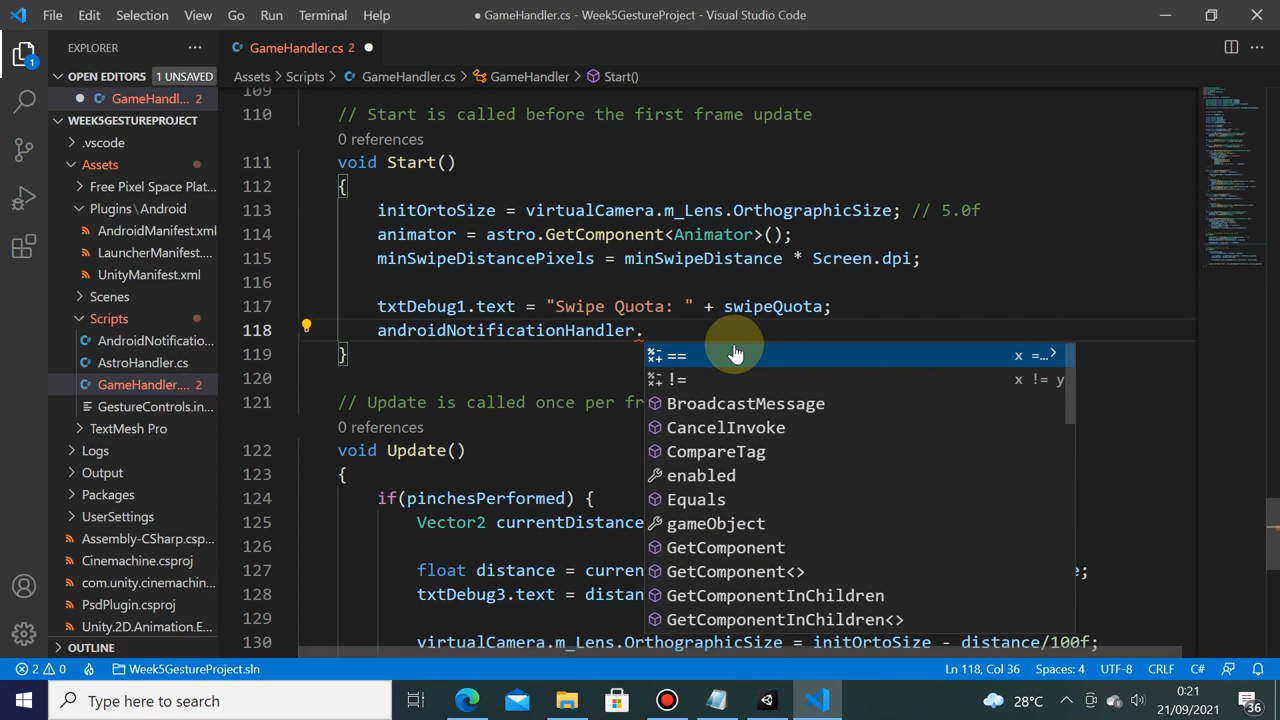 File Edit Selection View Go Run Terminal Help
● GameHandler.cs - Week5GestureProject - Visual Studio Code
EXPLORER
GameHandler.cs 2
OPEN EDITORS 1 UNSAVED
Assets > Scripts > GameHandler.cs > GameHandler > Start()
GameHandl... 2
WEEK5GESTUREPROJECT
.vscode
Assets
Free Pixel Space Plat...
Plugins\Android
AndroidManifest.xml
LauncherManifest....
UnityManifest.xml
Scenes
Scripts
AndroidNotificatio...
AstroHandler.cs
GameHandler.... 2
GestureControls.in...
TextMesh Pro
Logs
Output
Packages
UserSettings
Assembly-CSharp.csp...
Cinemachine.csproj
com.unity.cinemachin...
PsdPlugin.csproj
Unity.2D.Animation.E...
OUTLINE
109
110 // Start is called before the first frame update
0 references
111 void Start()
112 {
113 initOrtoSize virtualCamera.m_Lens.OrthographicSize; // 5.0f
114 animator = astro.GetComponent<Animator>();
115 minSwipeDistancePixels = minSwipeDistance * Screen.dpi;
116
117 txtDebug1.text = "Swipe Quota: " + swipeQuota;
118 androidNotificationHandler.
119 }
120
121 // Update is called once per fr
0 references
122 void Update()
123 {
124 if(pinchesPerformed) {
125 Vector2 currentDistance
126
127 float distance = curren e;
128 txtDebug3.text = distan
129
130 virtualCamera.m_Lens.OrthographicSize = initOrtoSize - distance/100f;
== x =...>
!= x != y
BroadcastMessage
CancelInvoke
CompareTag
enabled
Equals
gameObject
GetComponent
GetComponent<>
GetComponentInChildren
GetComponentInChildren<>
1
2 0 Week5GestureProject.sln
Ln 118, Col 36 Spaces: 4 UTF-8 CRLF C#
Type here to search
28°C
0:21
21/09/2021
36